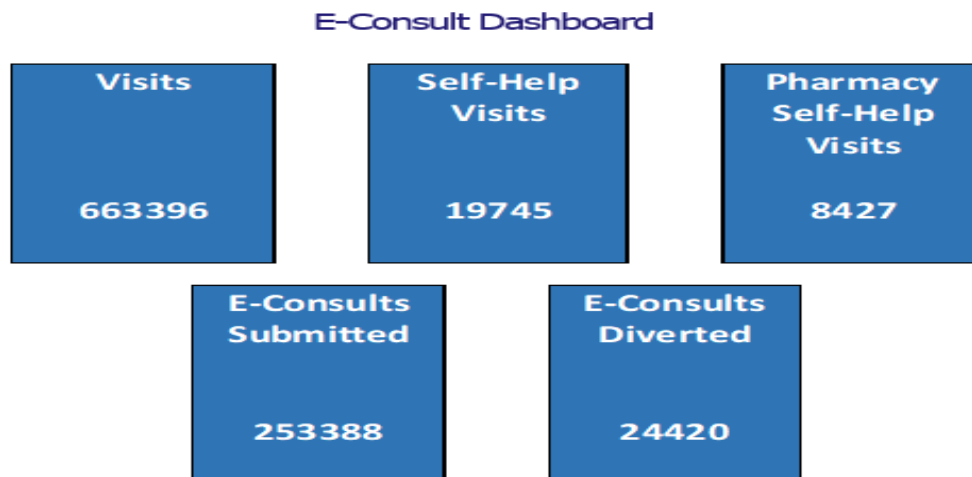 E-Consult Dashboard
Visits
663396
Self-Help
Visits
19745
Pharmacy
Self-Help
Visits
8427
E-Consults
Submitted
253388
E-Consults
Diverted
24420